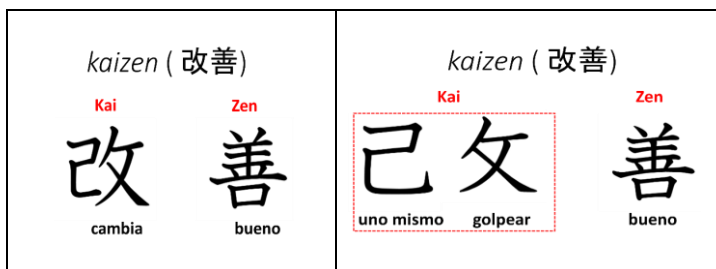 kaizen ( 改善)
Kai Zen
改 善
cambia bueno
kaizen ( 改善)
Kai Zen
己 攵 善
uno mismo golpear bueno